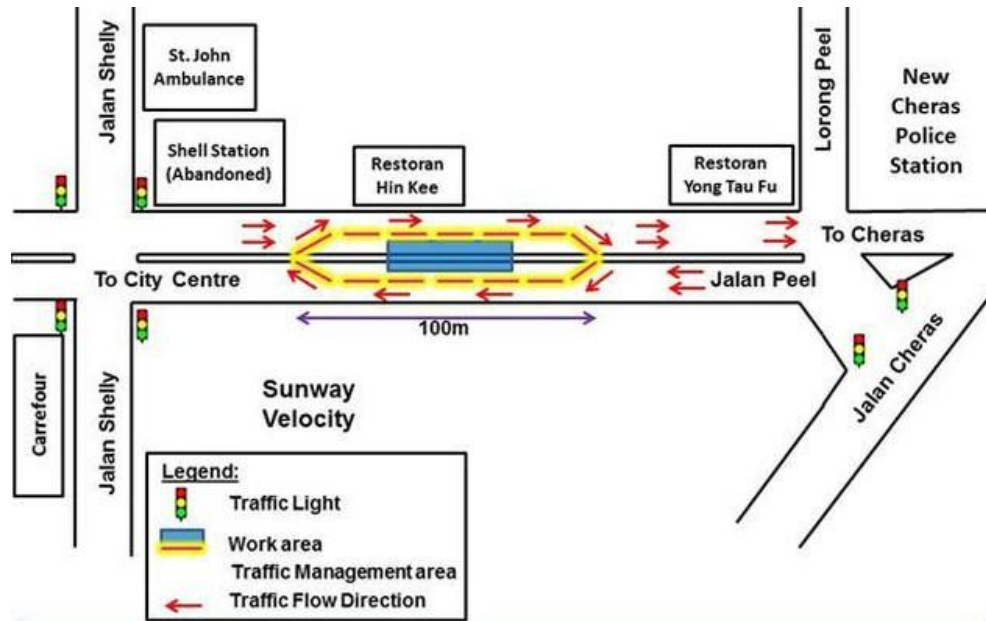 Jalan Shelly
St. John
Ambulance
Shell Station
(Abandoned)
Restoran
Hin Kee
Restoran
Yong Tau Fu
Lorong Peel
New
Cheras
Police
Station
To Cheras
To City Centre
Jalan Peel
100m
Jalan Cheras
Carrefour
Jalan Shelly
Sunway
Velocity
Legend:
Traffic Light
Work area
Traffic Management area
Traffic Flow Direction